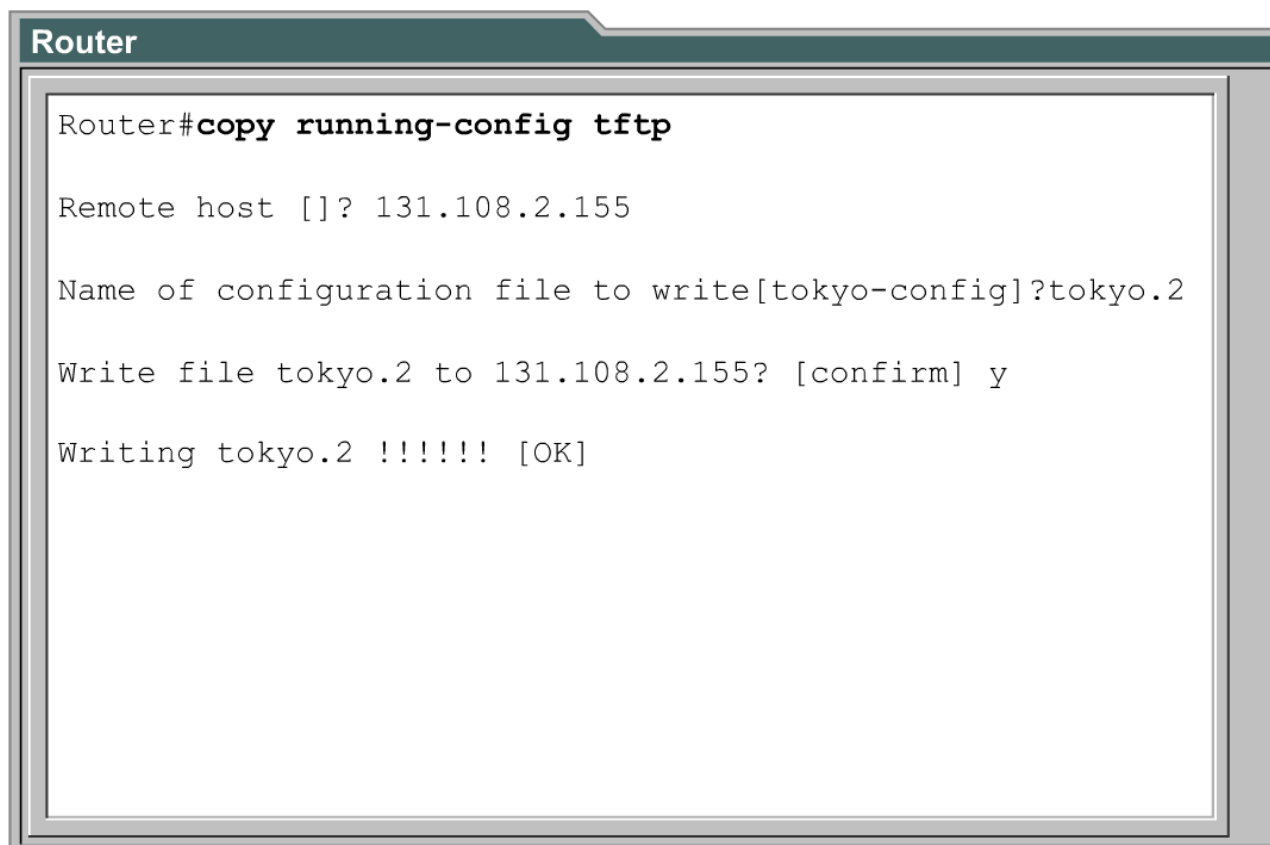 Router
Router#copy running-config tftp
Remote host []? 131.108.2.155
Name of configuration file to write[tokyo-config]?tokyo.2
Write file tokyo.2 to 131.108.2.155? [confirm] y
Writing tokyo.2 !!!!!! [OK]